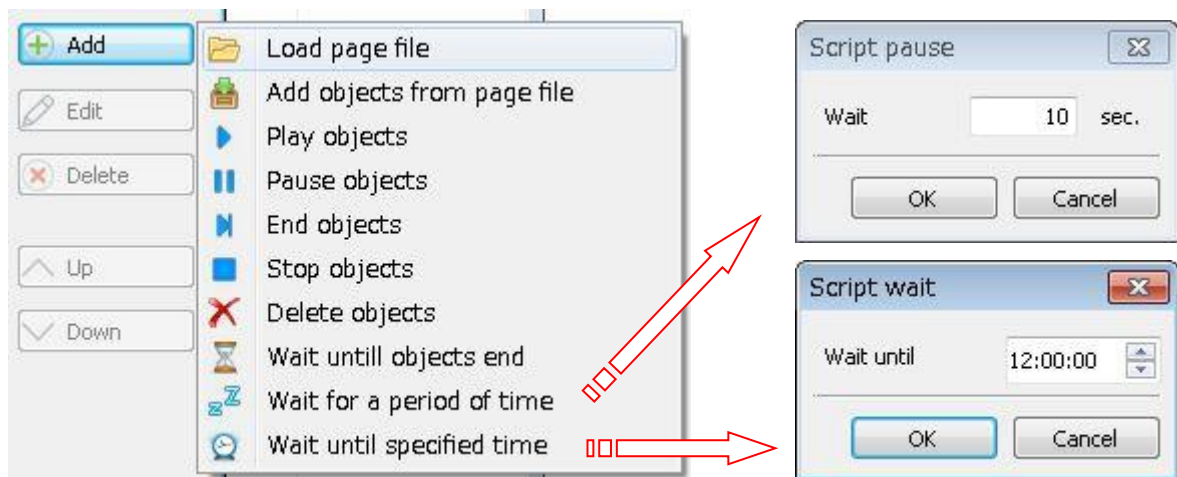 Add
Edit
Delete
Up
Down
Load page file
Add objects from page file
Play objects
Pause objects
End objects
Stop objects
Delete objects
Wait untill objects end
Wait for a period of time
Wait until specified time
Script pause
Wait 10 sec.
OK Cancel
Script wait
Wait until 12:00:00
OK Cancel